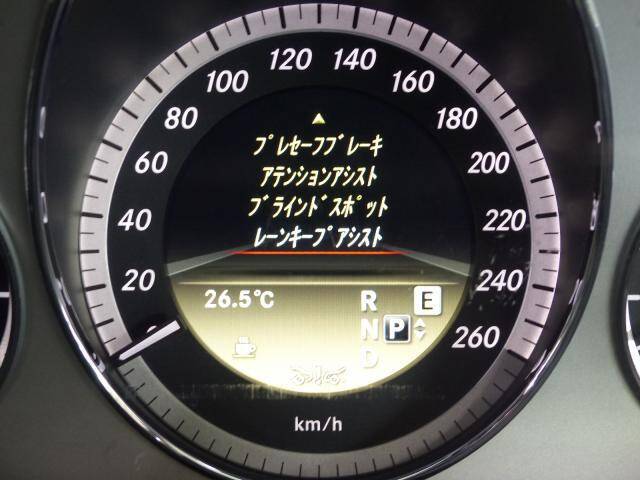 120 140
100 160
80 180
60 200
40 220
20 240
0 260
▲
プレセーフブレーキ
アテンションアシスト
ブラインドスポット
レーンキープアシスト
26.5℃
R E
N P
D
km/h